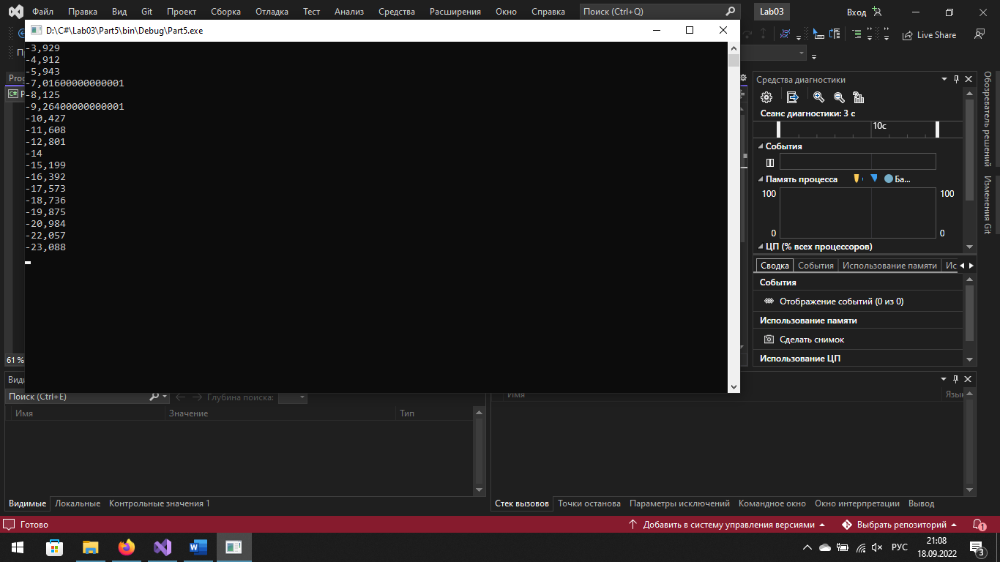 Файл Правка Вид Git Проект Сборка Отладка Тест Анализ Средства Расширения Окно Справка Поиск (Ctrl+Q) Lab03 Вход
D:\C#\Lab03\Part5\bin\Debug\Part5.exe
Live Share
-3,929
-4,912
-5,943
-7,01600000000001
-8,125
-9,26400000000001
-10,427
-11,608
-12,801
-14
-15,199
-16,392
-17,573
-18,736
-19,875
-20,984
-22,057
-23,088
C#
61 %
Средства диагностики
Сеанс диагностики: 3 с
10с
События
Память процесса Ба...
100 100
0 0
ЦП (% всех процессоров)
Сводка События Использование памяти Ис
События
Отображение событий (0 из 0)
Использование памяти
Сделать снимок
Использование ЦП
Обозреватель решений
Изменения Git
Поиск (Ctrl+E) Глубина поиска:
Имя Значение Тип
Видимые Локальные Контрольные значения 1
Имя Язык
Стек вызовов Точки останова Параметры исключений Командное окно Окно интерпретации Вывод
Готово Добавить в систему управления версиями Выбрать репозиторий 1
РУС 21:08
18.09.2022 3